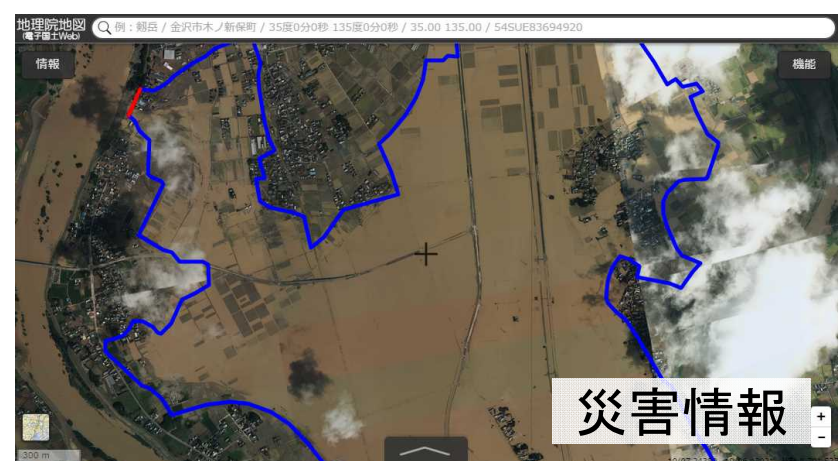 地理院地図
(電子国土Web)
例：剱岳 / 金沢市木ノ新保町 / 35度0分0秒 135度0分0秒 / 35.00 135.00 / 54SUE83694920
情報
機能
災害情報
+
-
300 m